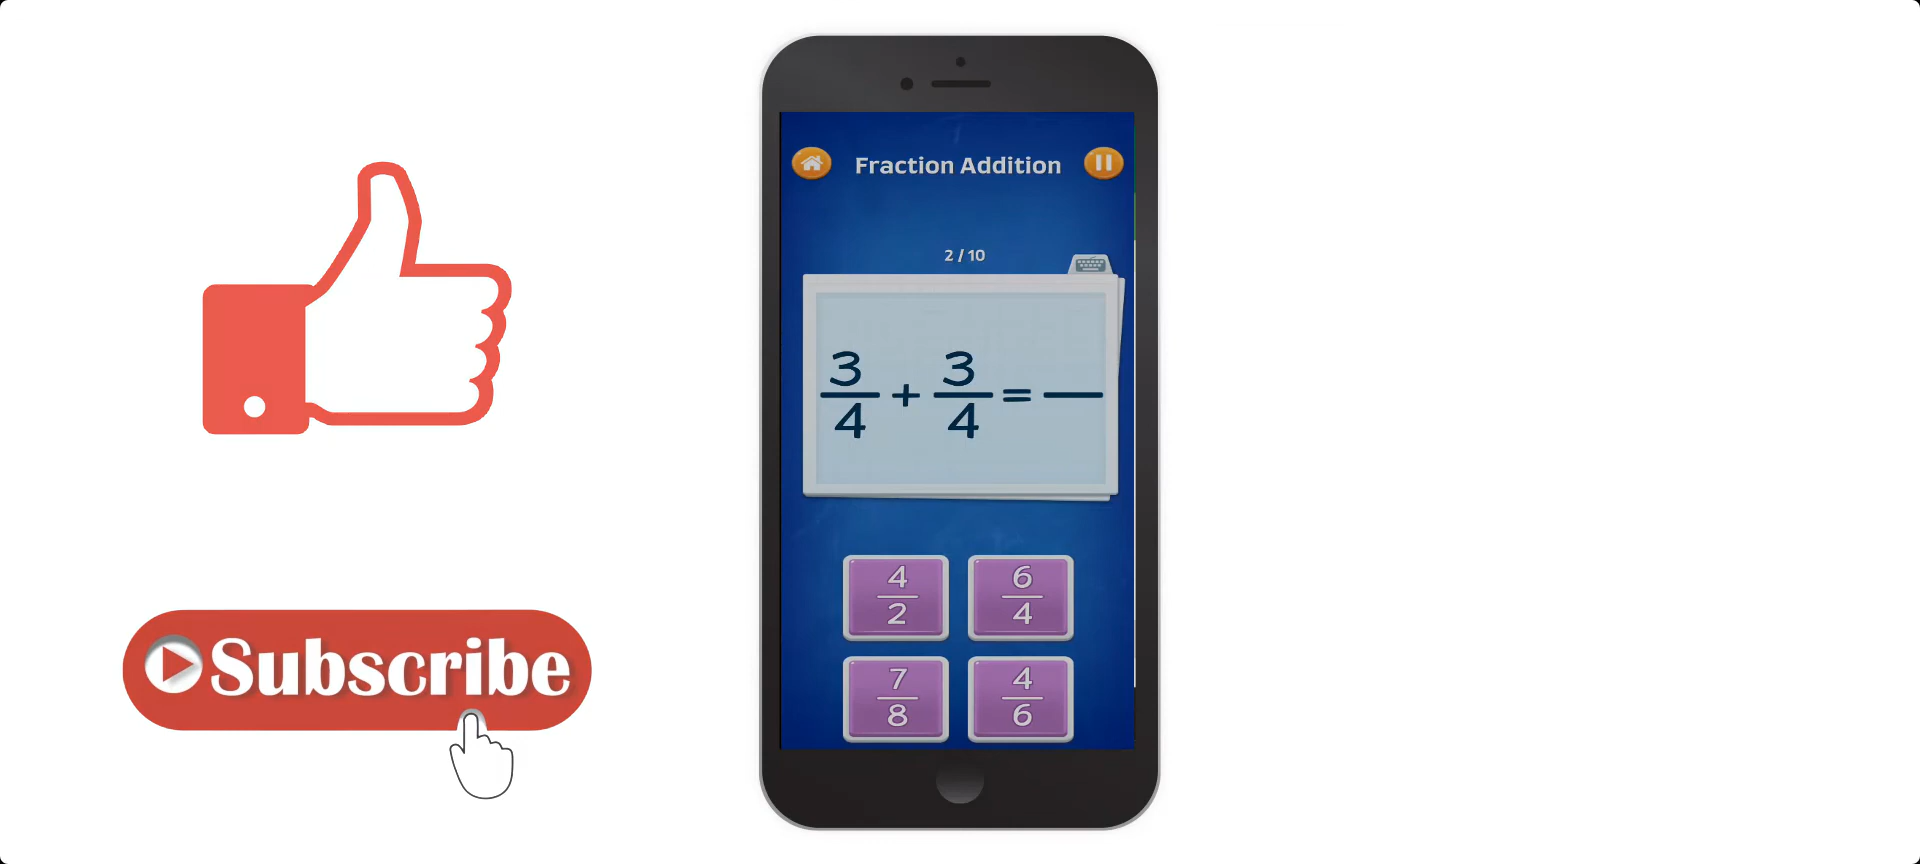 Subscribe
Fraction Addition
2 / 10
3/4 + 3/4 =
4/2
6/4
7/8
4/6